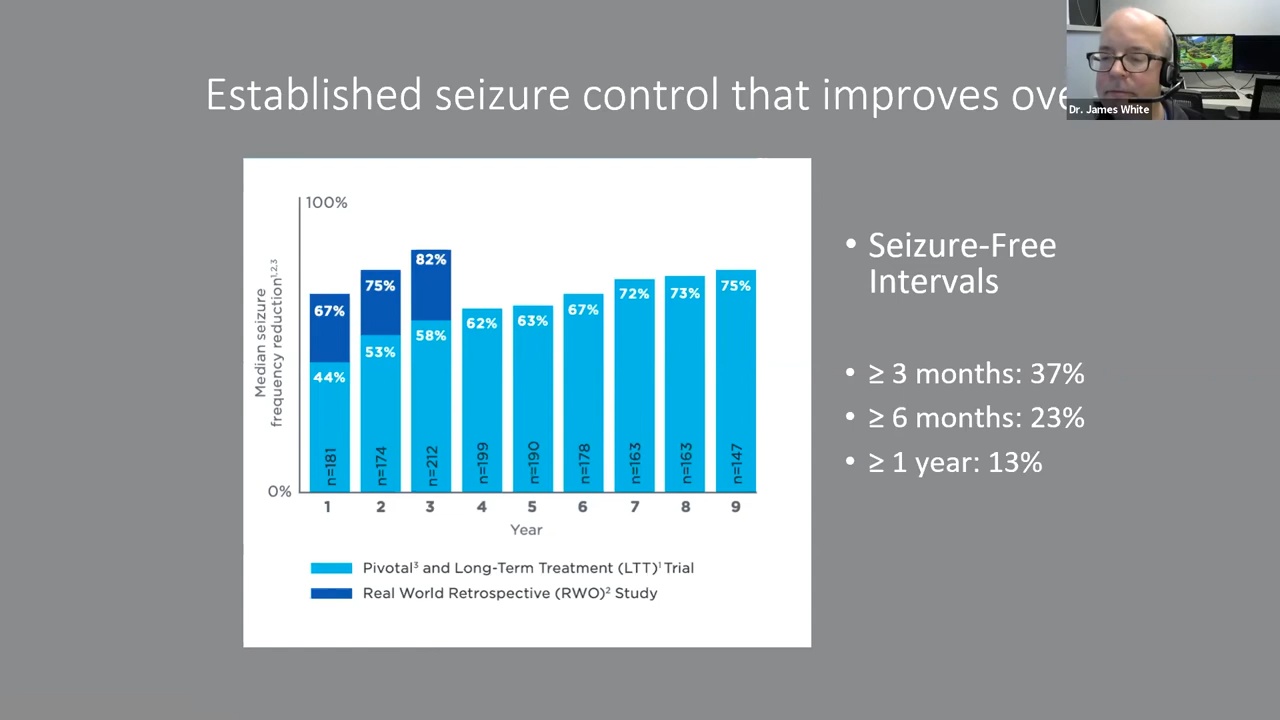 Established seizure control that improves ove
Dr. James White
100%
Median seizure
frequency reduction1,2,3
0%
67%
75%
82%
44%
53%
58%
62%
63%
67%
72%
73%
75%
n=181
n=174
n=212
n=199
n=190
n=178
n=163
n=163
n=147
1 2 3 4 5 6 7 8 9
Year
Pivotal³ and Long-Term Treatment (LTT)¹ Trial
Real World Retrospective (RWO)² Study
• Seizure-Free
Intervals
• ≥ 3 months: 37%
• ≥ 6 months: 23%
• ≥ 1 year: 13%